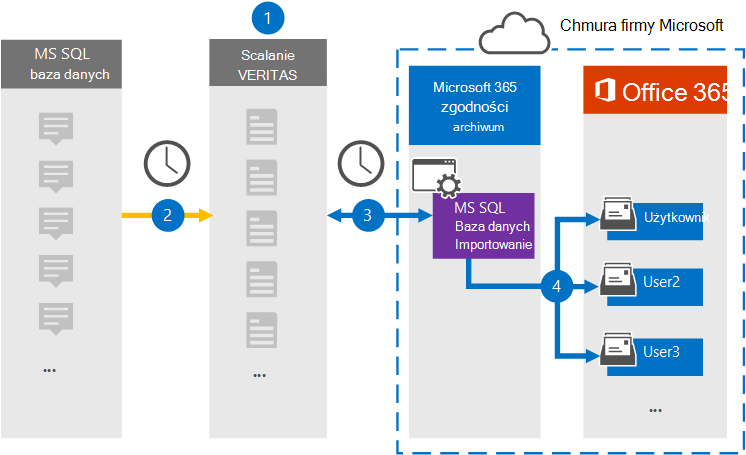 1
Chmura firmy Microsoft
MS SQL
baza danych
Scalanie
VERITAS
Microsoft 365
zgodności
archiwum
Office 365
2
3
MS SQL
Baza danych
Importowanie
4
Użytkownik
User2
User3
...
...
...